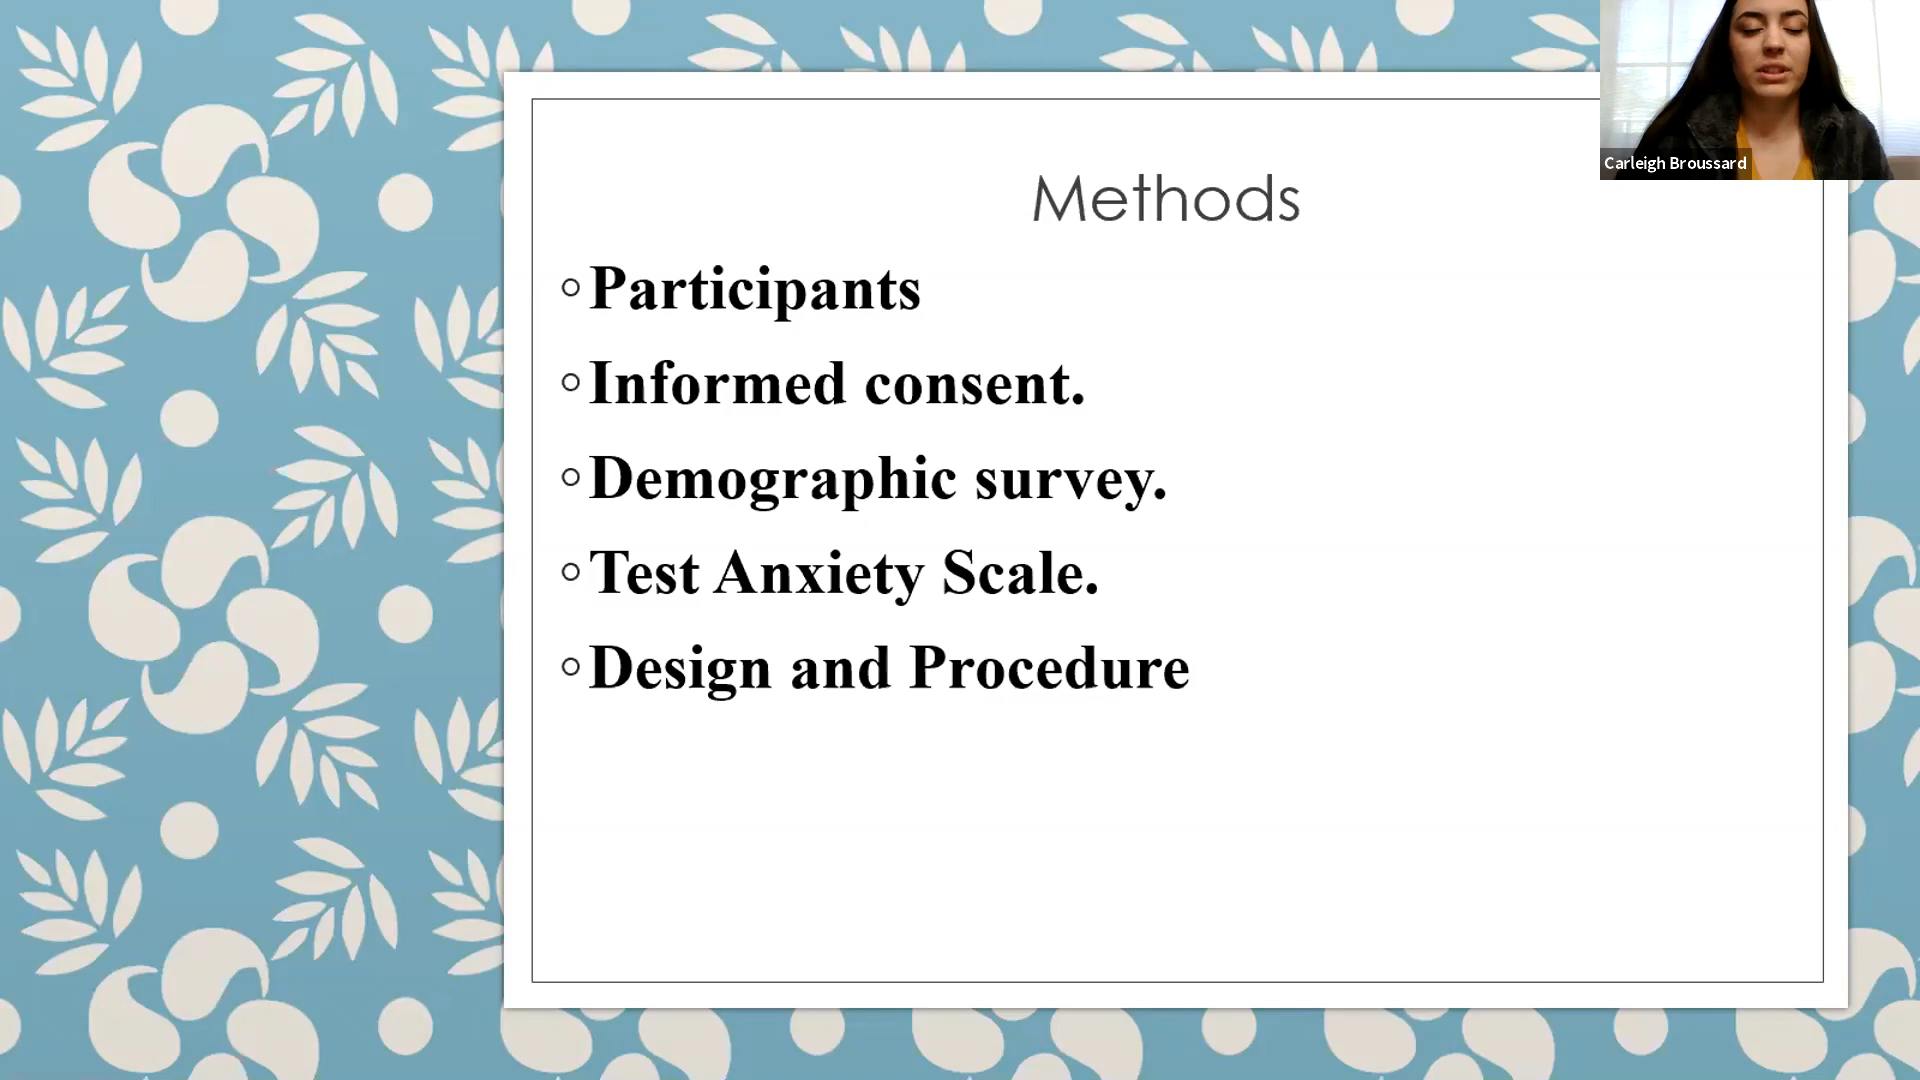 Carleigh Broussard
Methods
Participants
Informed consent.
Demographic survey.
Test Anxiety Scale.
Design and Procedure